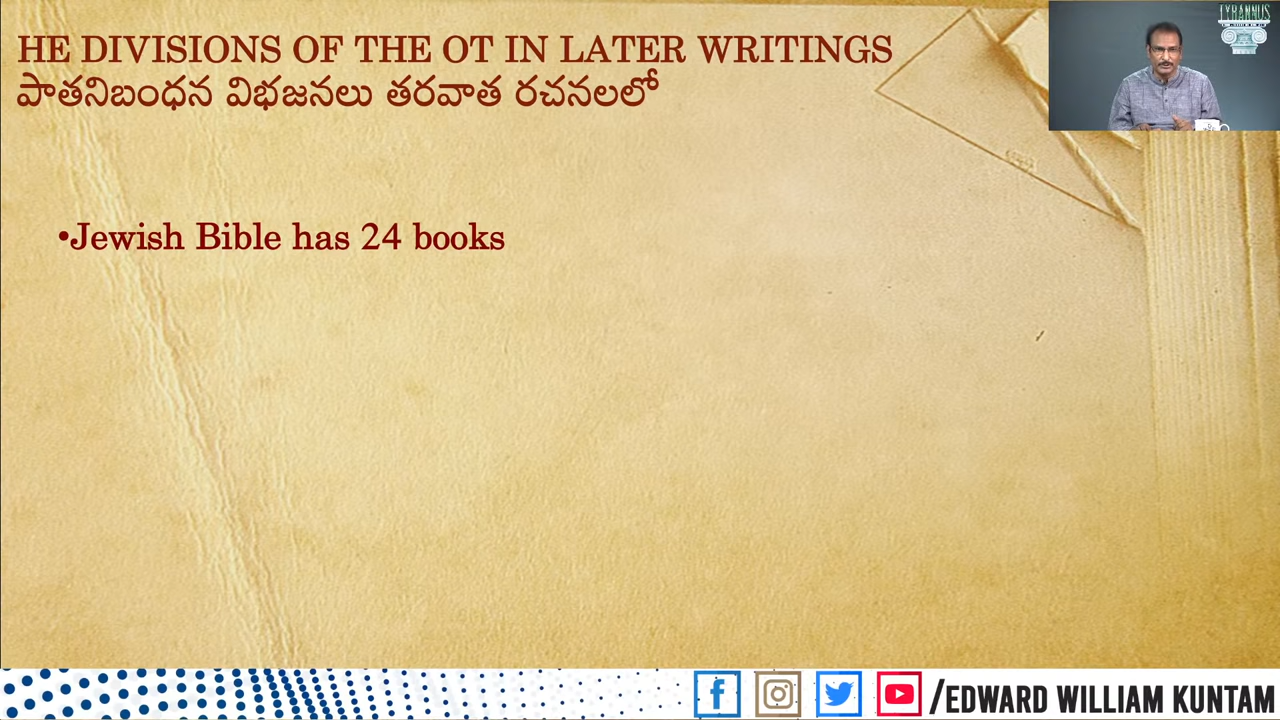 HE DIVISIONS OF THE OT IN LATER WRITINGS
పాతనిబంధన విభజనలు తరవాత రచనలలో
•Jewish Bible has 24 books
TYRANNUS
/EDWARD WILLIAM KUNTAM